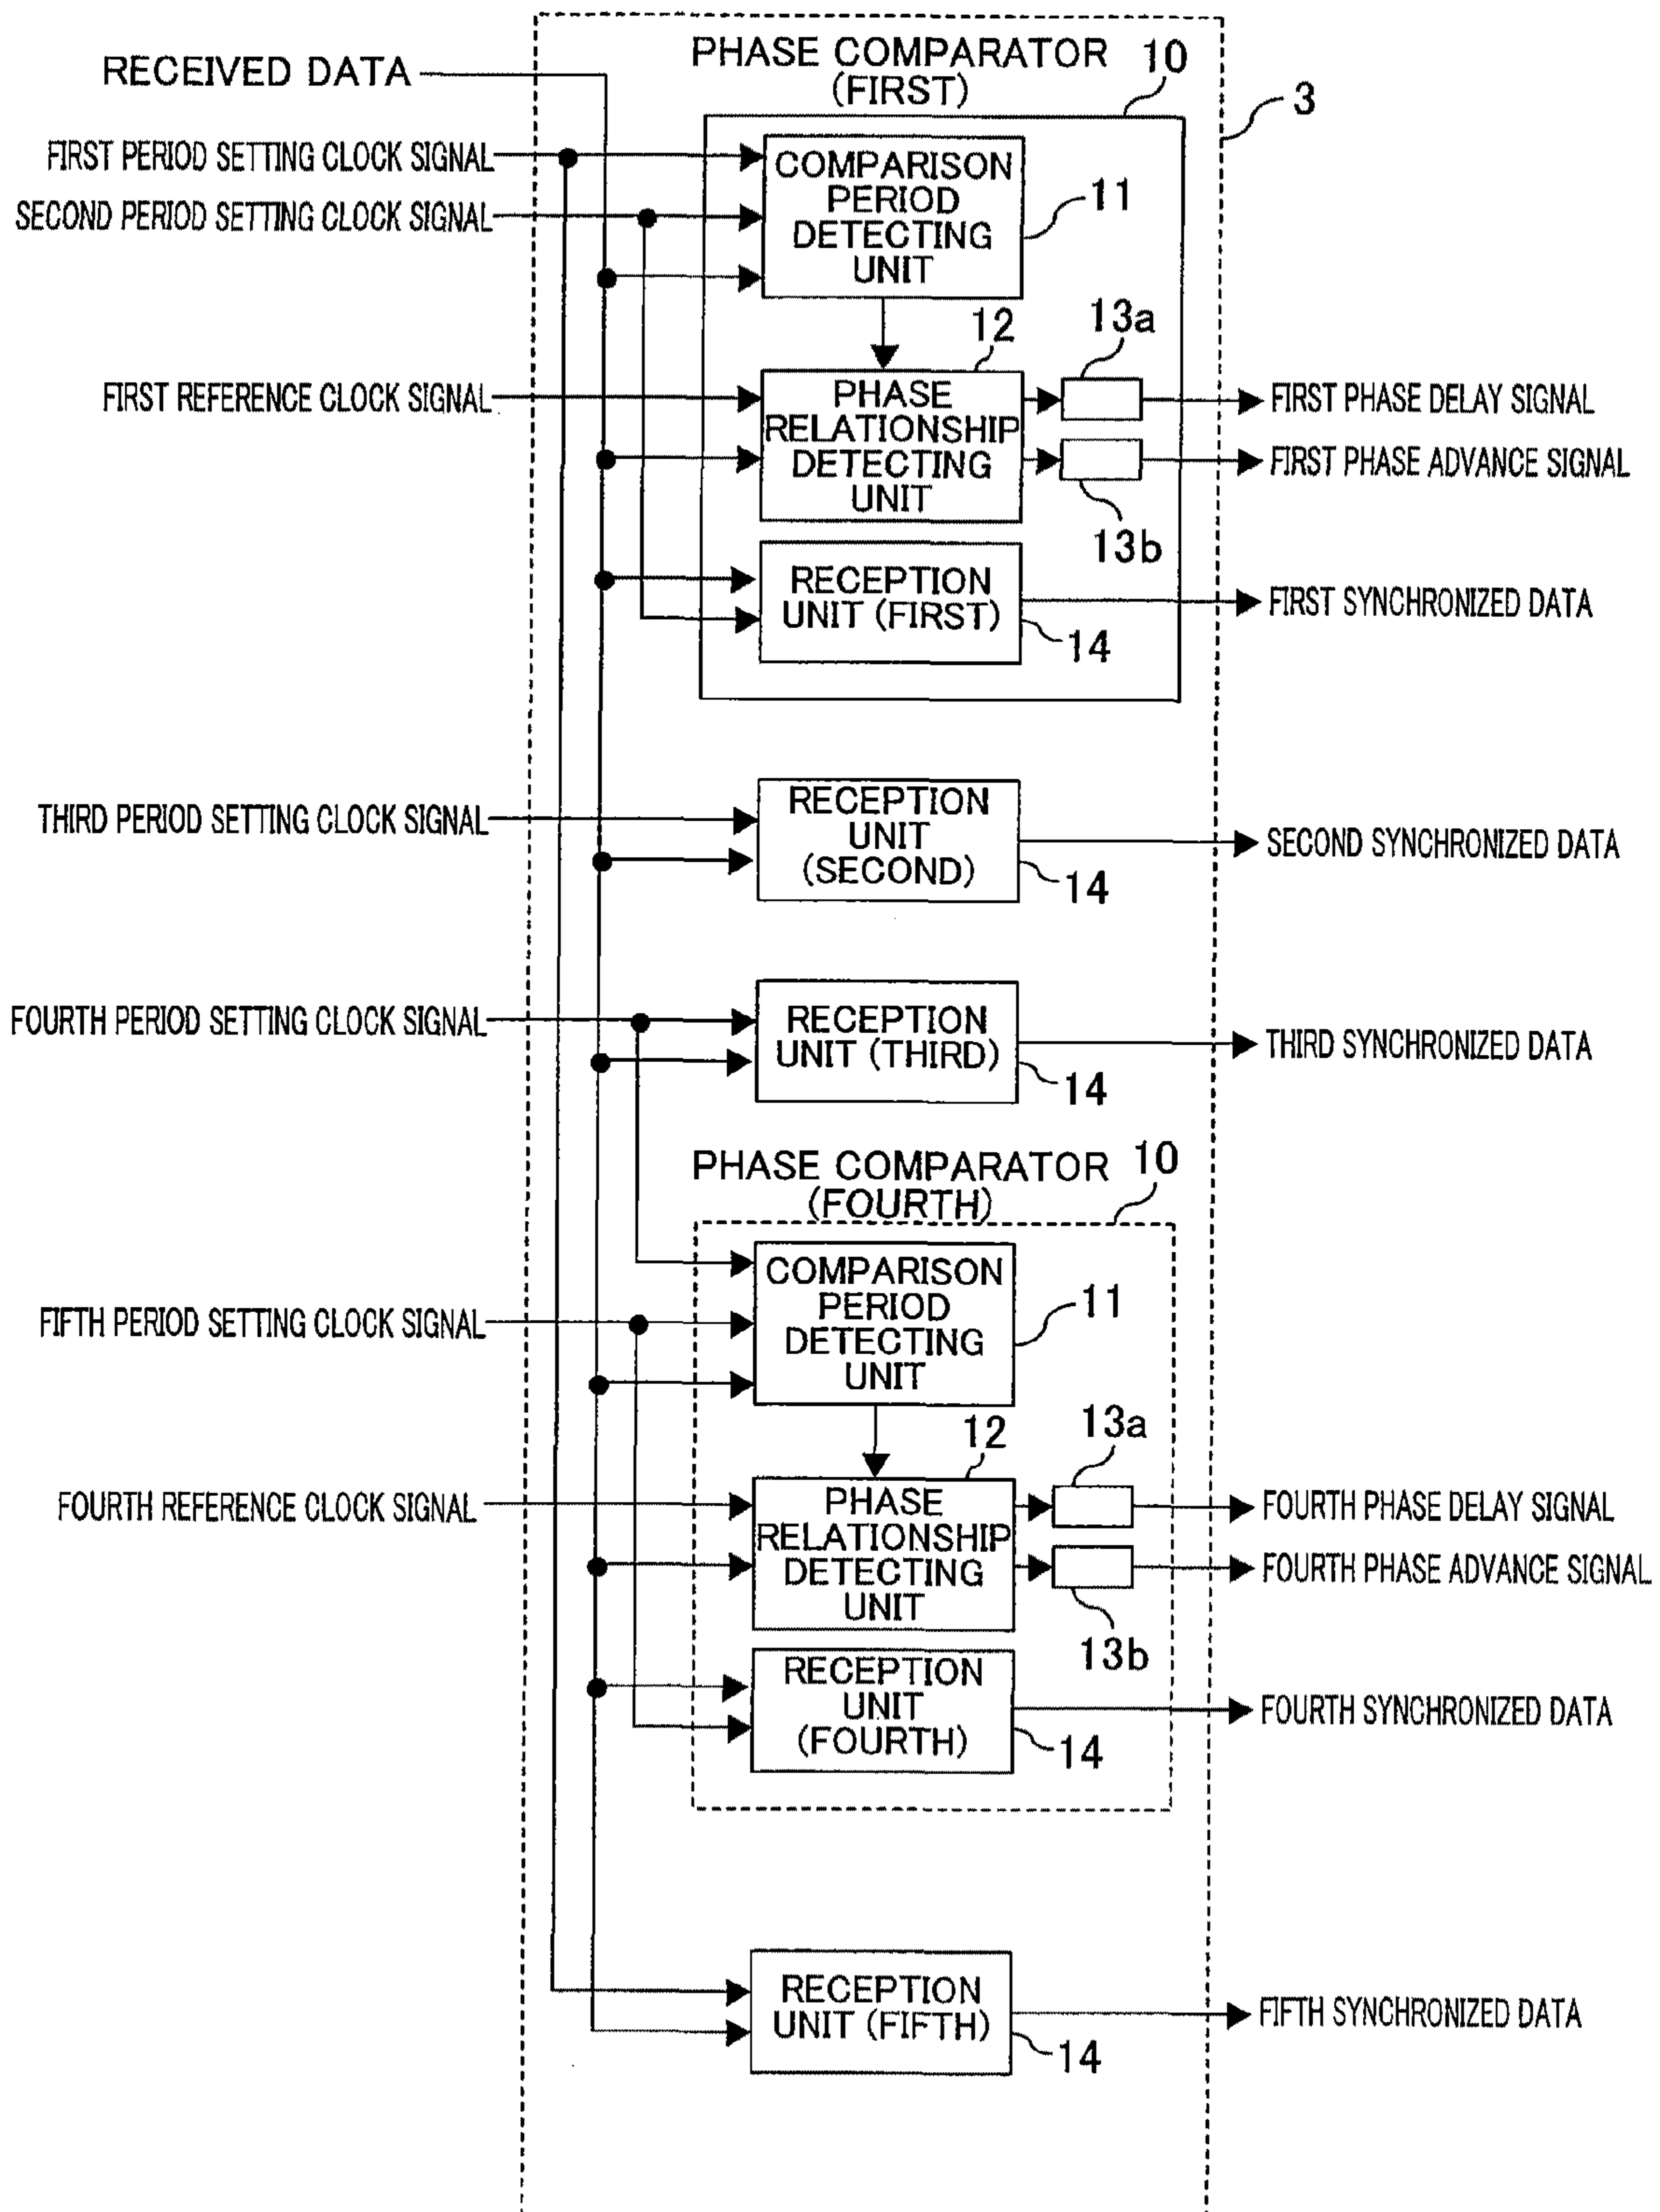 PHASE COMPARATOR
(FIRST)
10
3
RECEIVED DATA
FIRST PERIOD SETTING CLOCK SIGNAL
SECOND PERIOD SETTING CLOCK SIGNAL
COMPARISON
PERIOD
DETECTING
UNIT
11
12
13a
FIRST REFERENCE CLOCK SIGNAL
PHASE
RELATIONSHIP
DETECTING
UNIT
FIRST PHASE DELAY SIGNAL
FIRST PHASE ADVANCE SIGNAL
13b
RECEPTION
UNIT (FIRST)
14
FIRST SYNCHRONIZED DATA
THIRD PERIOD SETTING CLOCK SIGNAL
RECEPTION
UNIT
(SECOND)
14
SECOND SYNCHRONIZED DATA
FOURTH PERIOD SETTING CLOCK SIGNAL
RECEPTION
UNIT (THIRD)
14
THIRD SYNCHRONIZED DATA
PHASE COMPARATOR
(FOURTH)
10
COMPARISON
PERIOD
DETECTING
UNIT
11
FIFTH PERIOD SETTING CLOCK SIGNAL
12
13a
FOURTH REFERENCE CLOCK SIGNAL
PHASE
RELATIONSHIP
DETECTING
UNIT
FOURTH PHASE DELAY SIGNAL
FOURTH PHASE ADVANCE SIGNAL
13b
RECEPTION
UNIT
(FOURTH)
14
FOURTH SYNCHRONIZED DATA
RECEPTION
UNIT (FIFTH)
14
FIFTH SYNCHRONIZED DATA